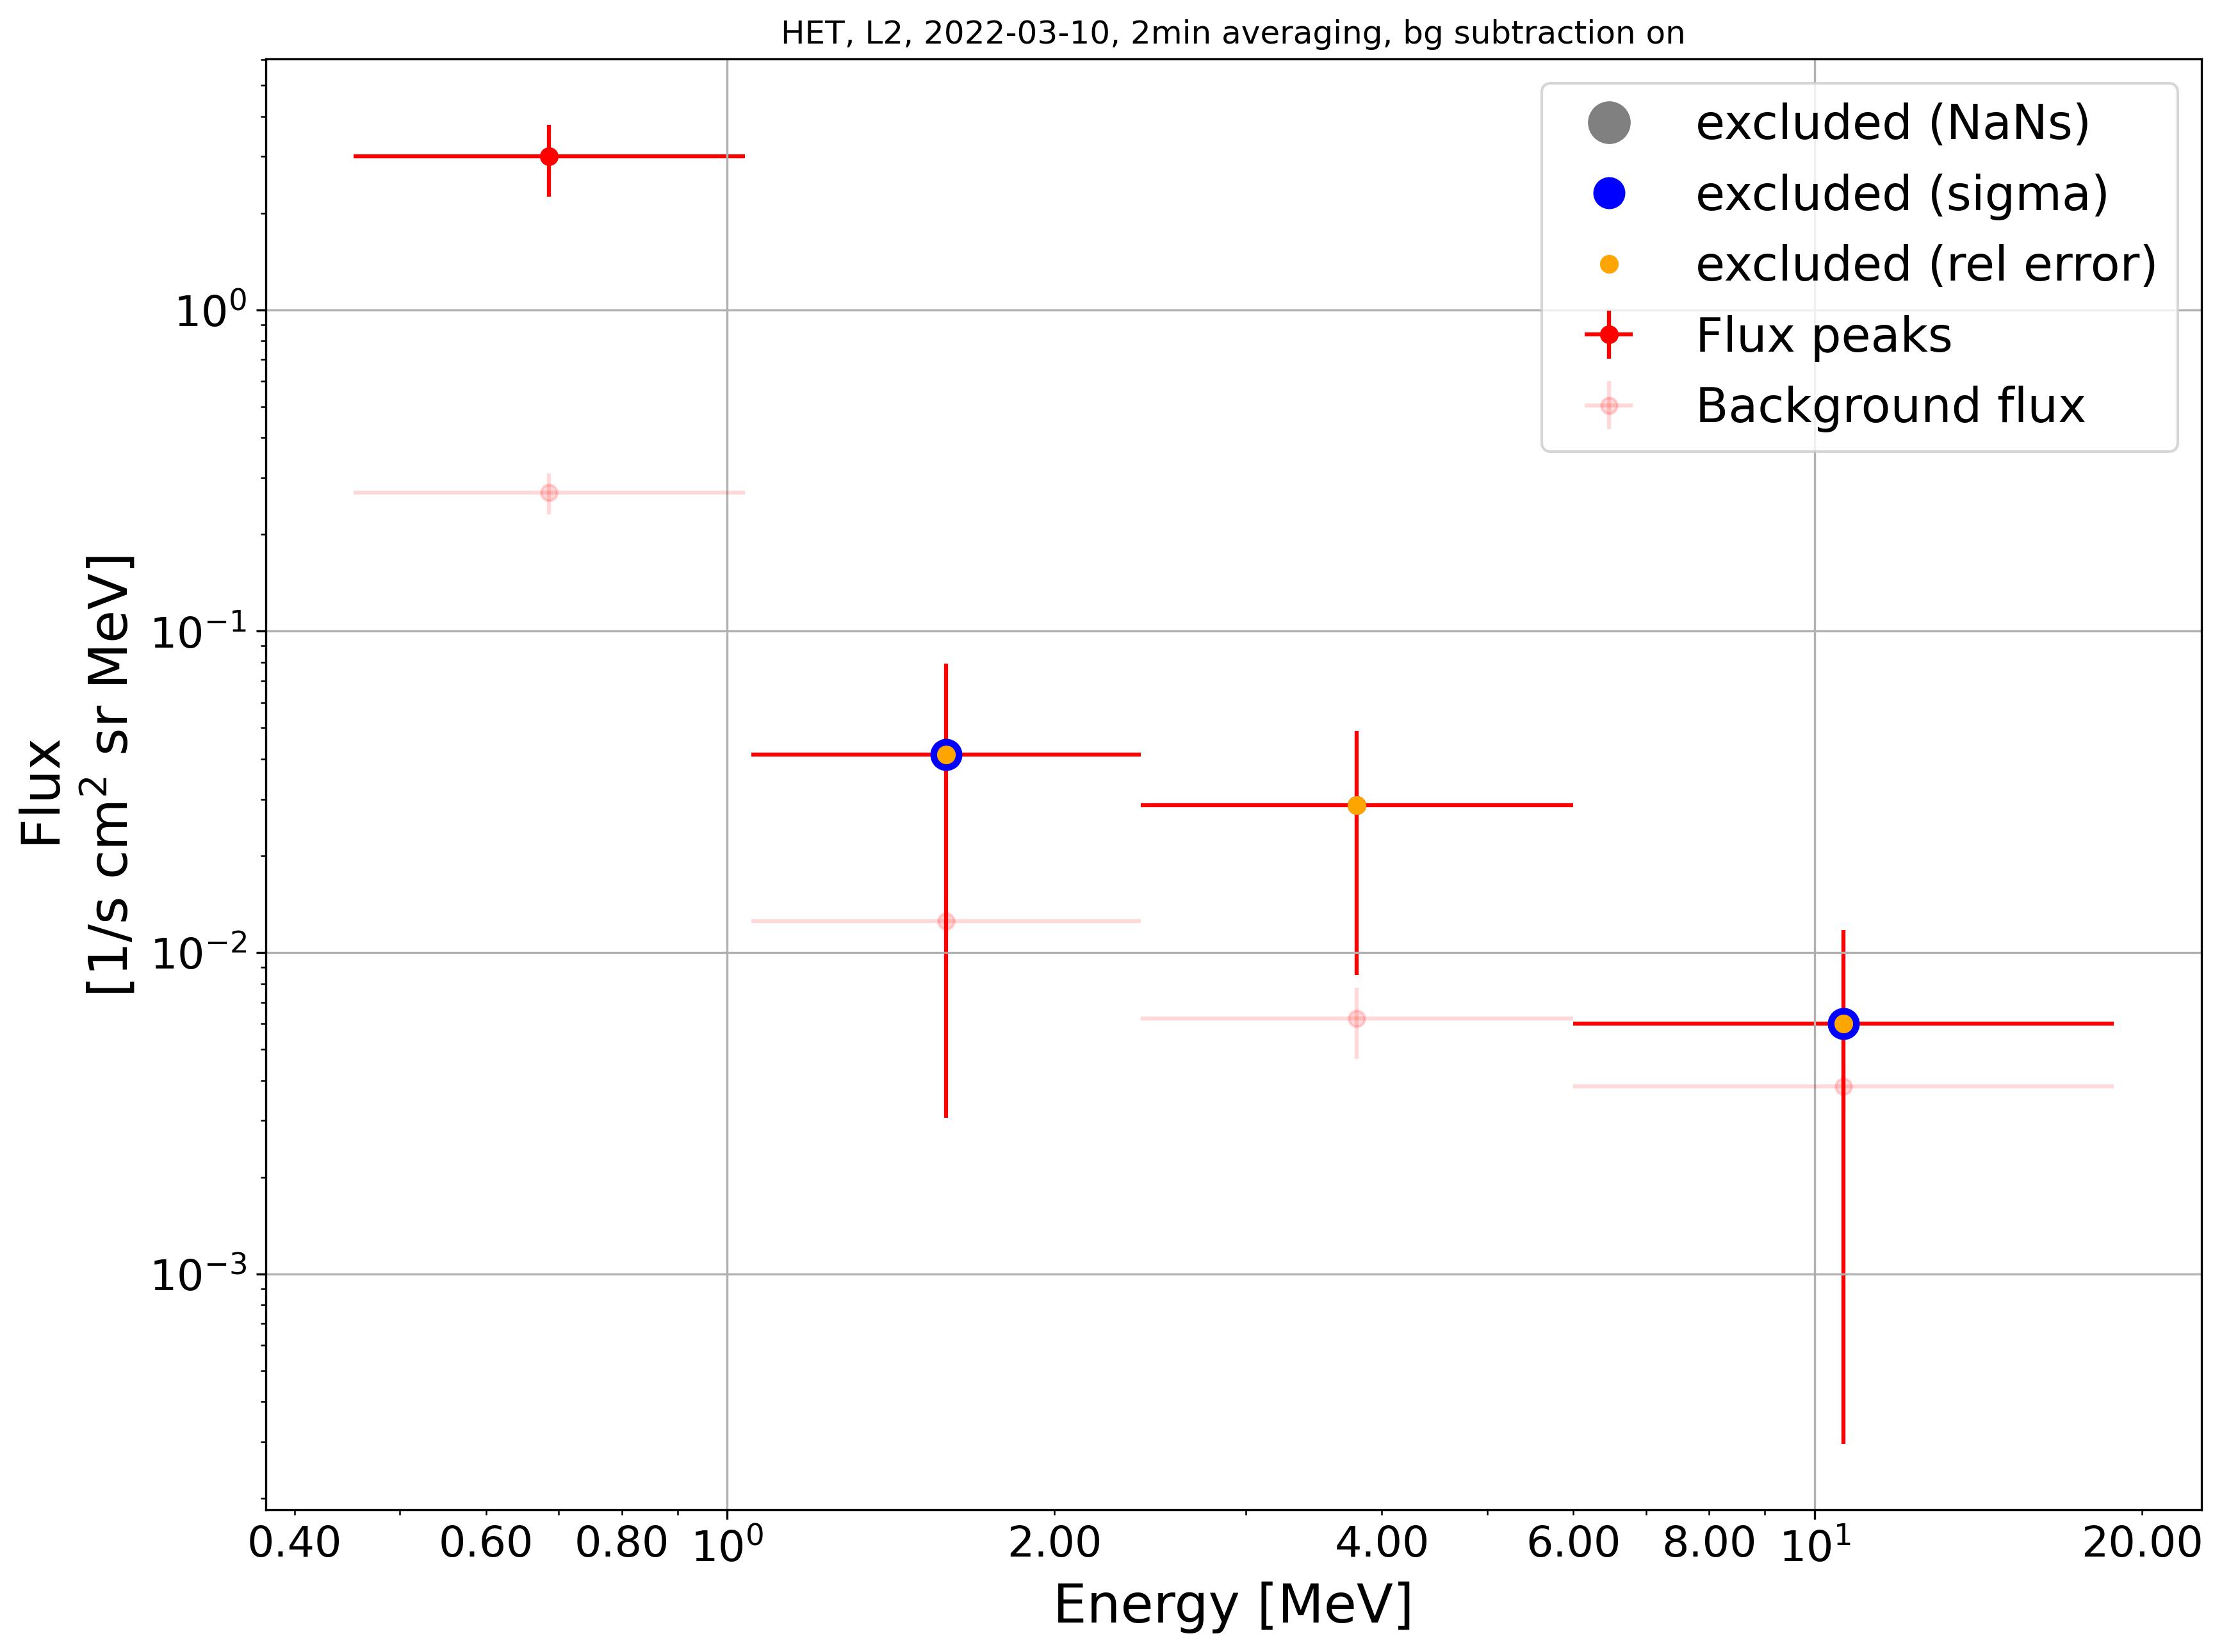 HET, L2, 2022-03-10, 2min averaging, bg subtraction on
excluded (NaNs)
excluded (sigma)
excluded (rel error)
Flux peaks
Background flux
Flux
[1/s cm² sr MeV]
10⁰
10⁻¹
10⁻²
10⁻³
0.40 0.60 0.80 10⁰ 2.00 4.00 6.00 8.00 10¹ 20.00
Energy [MeV]